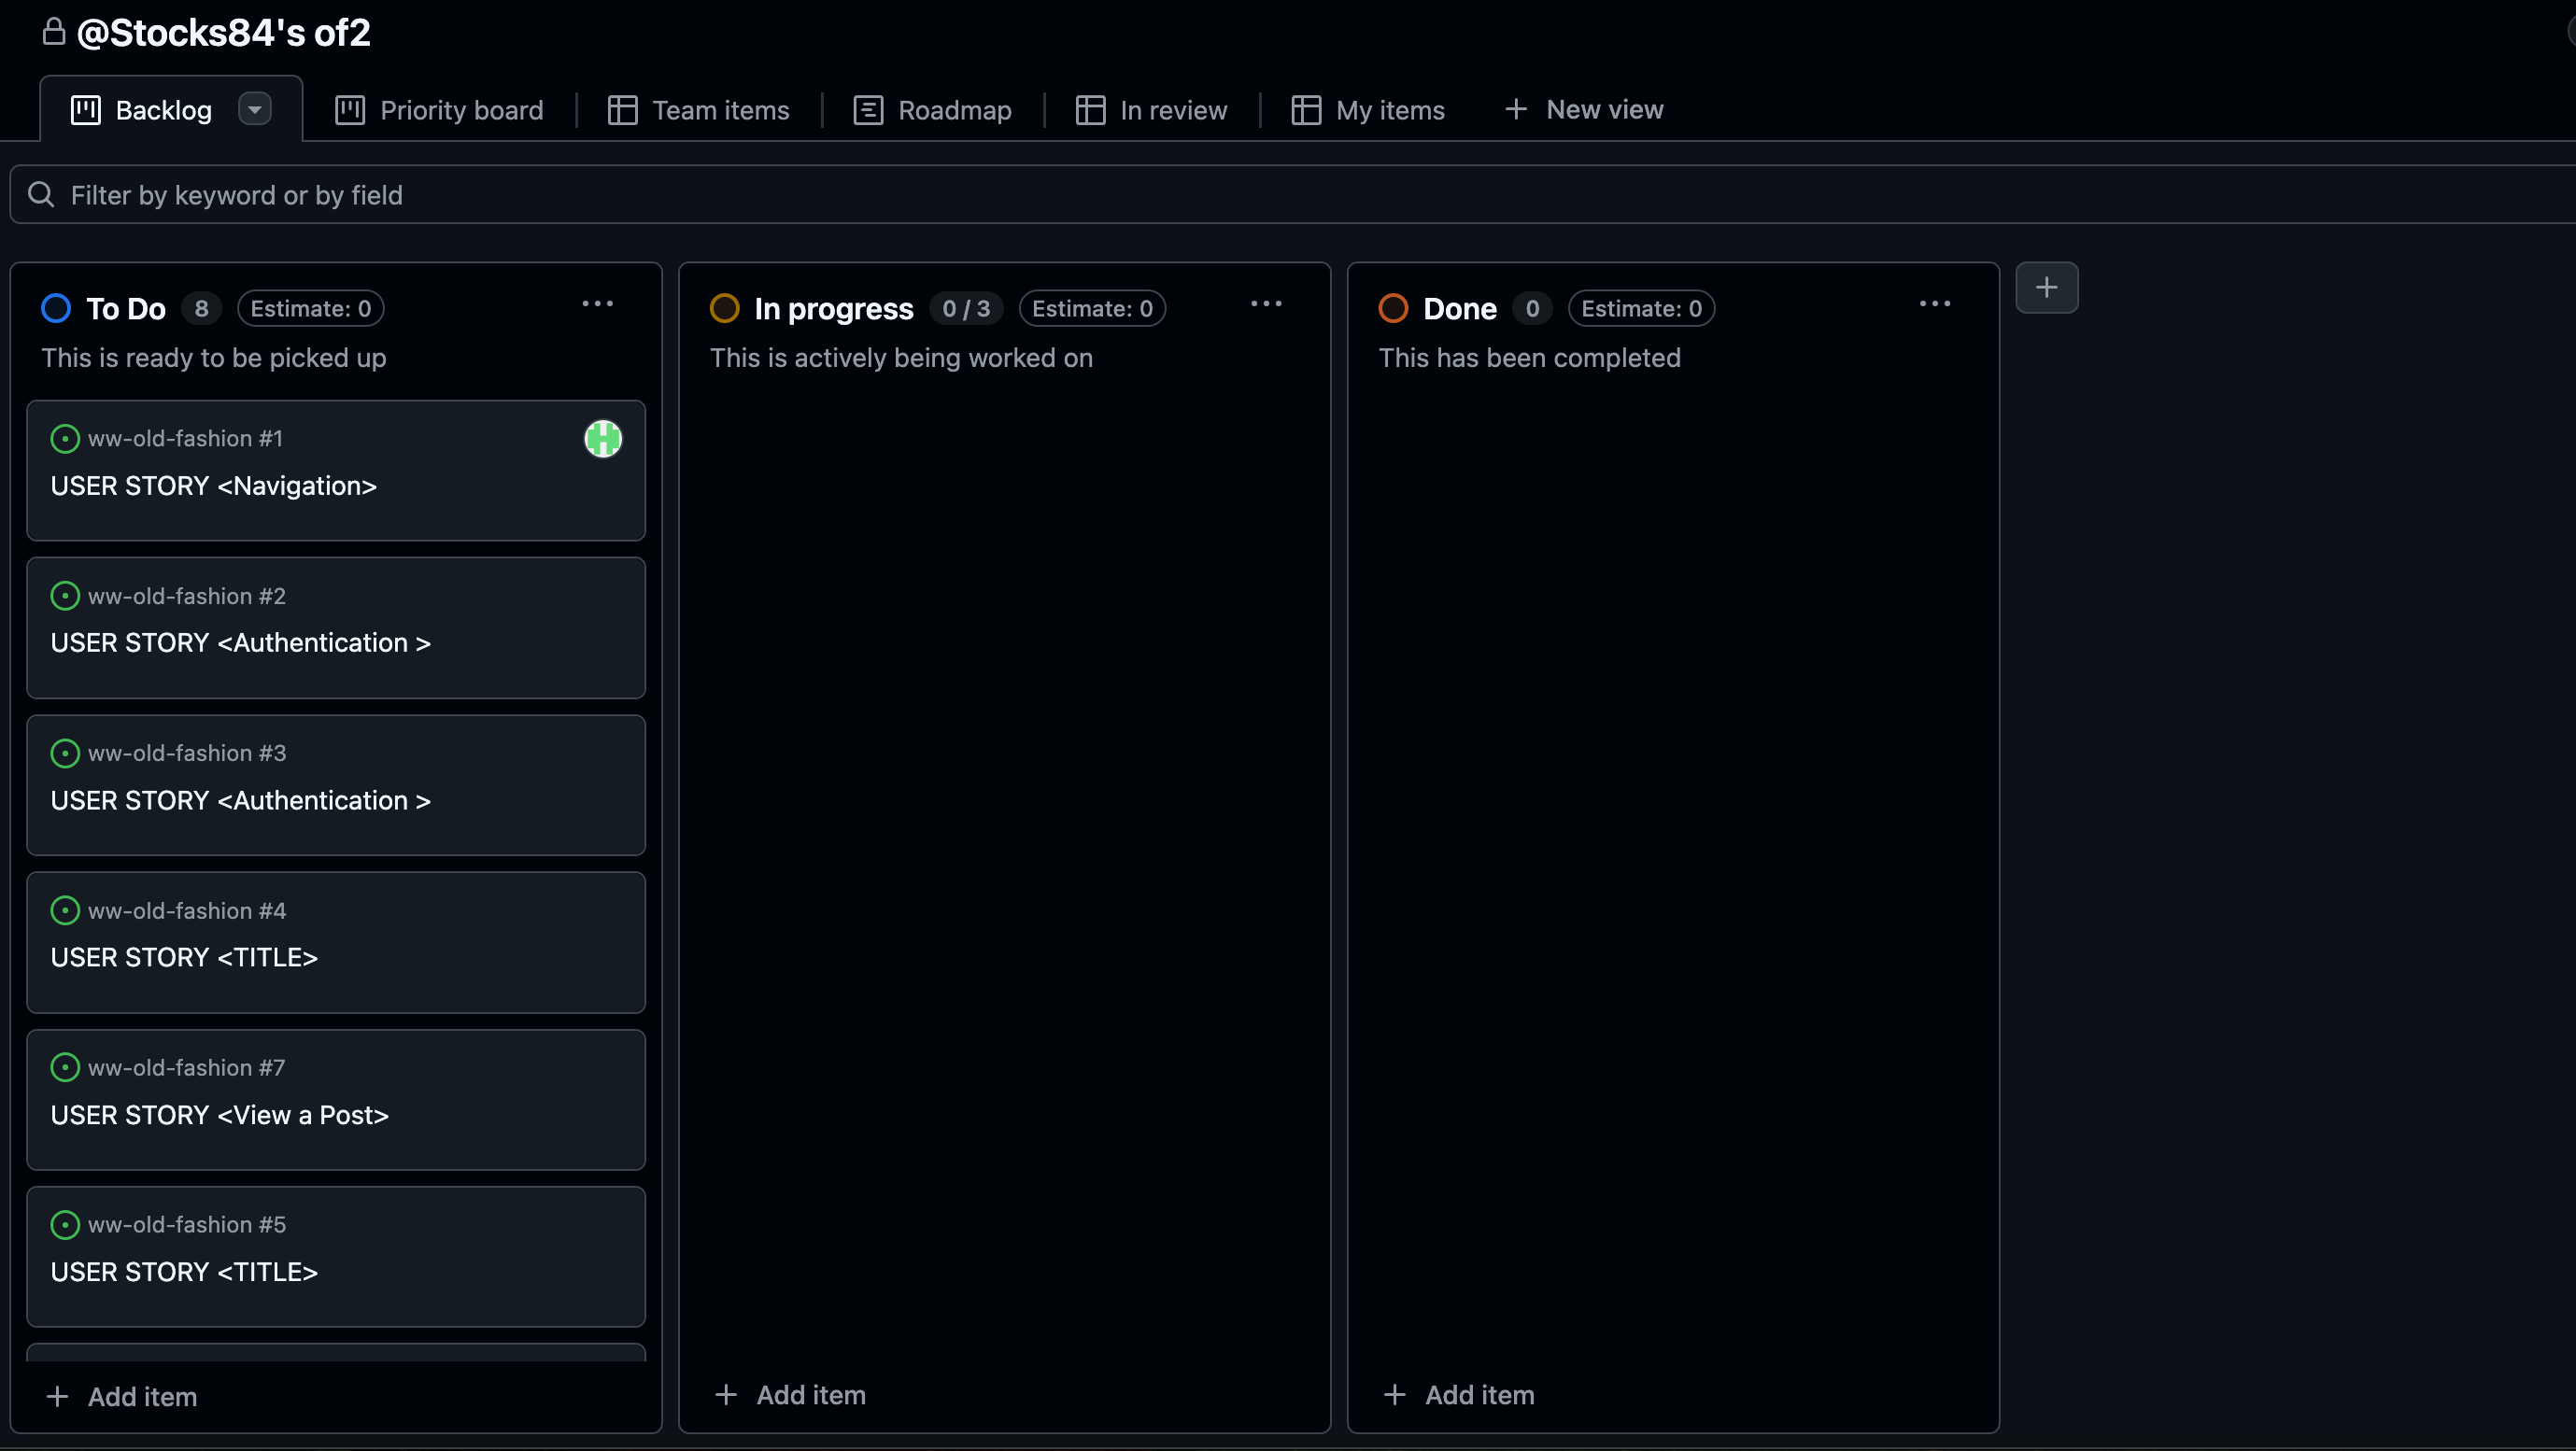 @Stocks84's of2
Backlog
Priority board
Team items
Roadmap
In review
My items
New view
Filter by keyword or by field
To Do 8 Estimate: 0
This is ready to be picked up
ww-old-fashion #1
USER STORY <Navigation>
ww-old-fashion #2
USER STORY <Authentication >
ww-old-fashion #3
USER STORY <Authentication >
ww-old-fashion #4
USER STORY <TITLE>
ww-old-fashion #7
USER STORY <View a Post>
ww-old-fashion #5
USER STORY <TITLE>
+ Add item
In progress 0 / 3 Estimate: 0
This is actively being worked on
+ Add item
Done 0 Estimate: 0
This has been completed
+ Add item